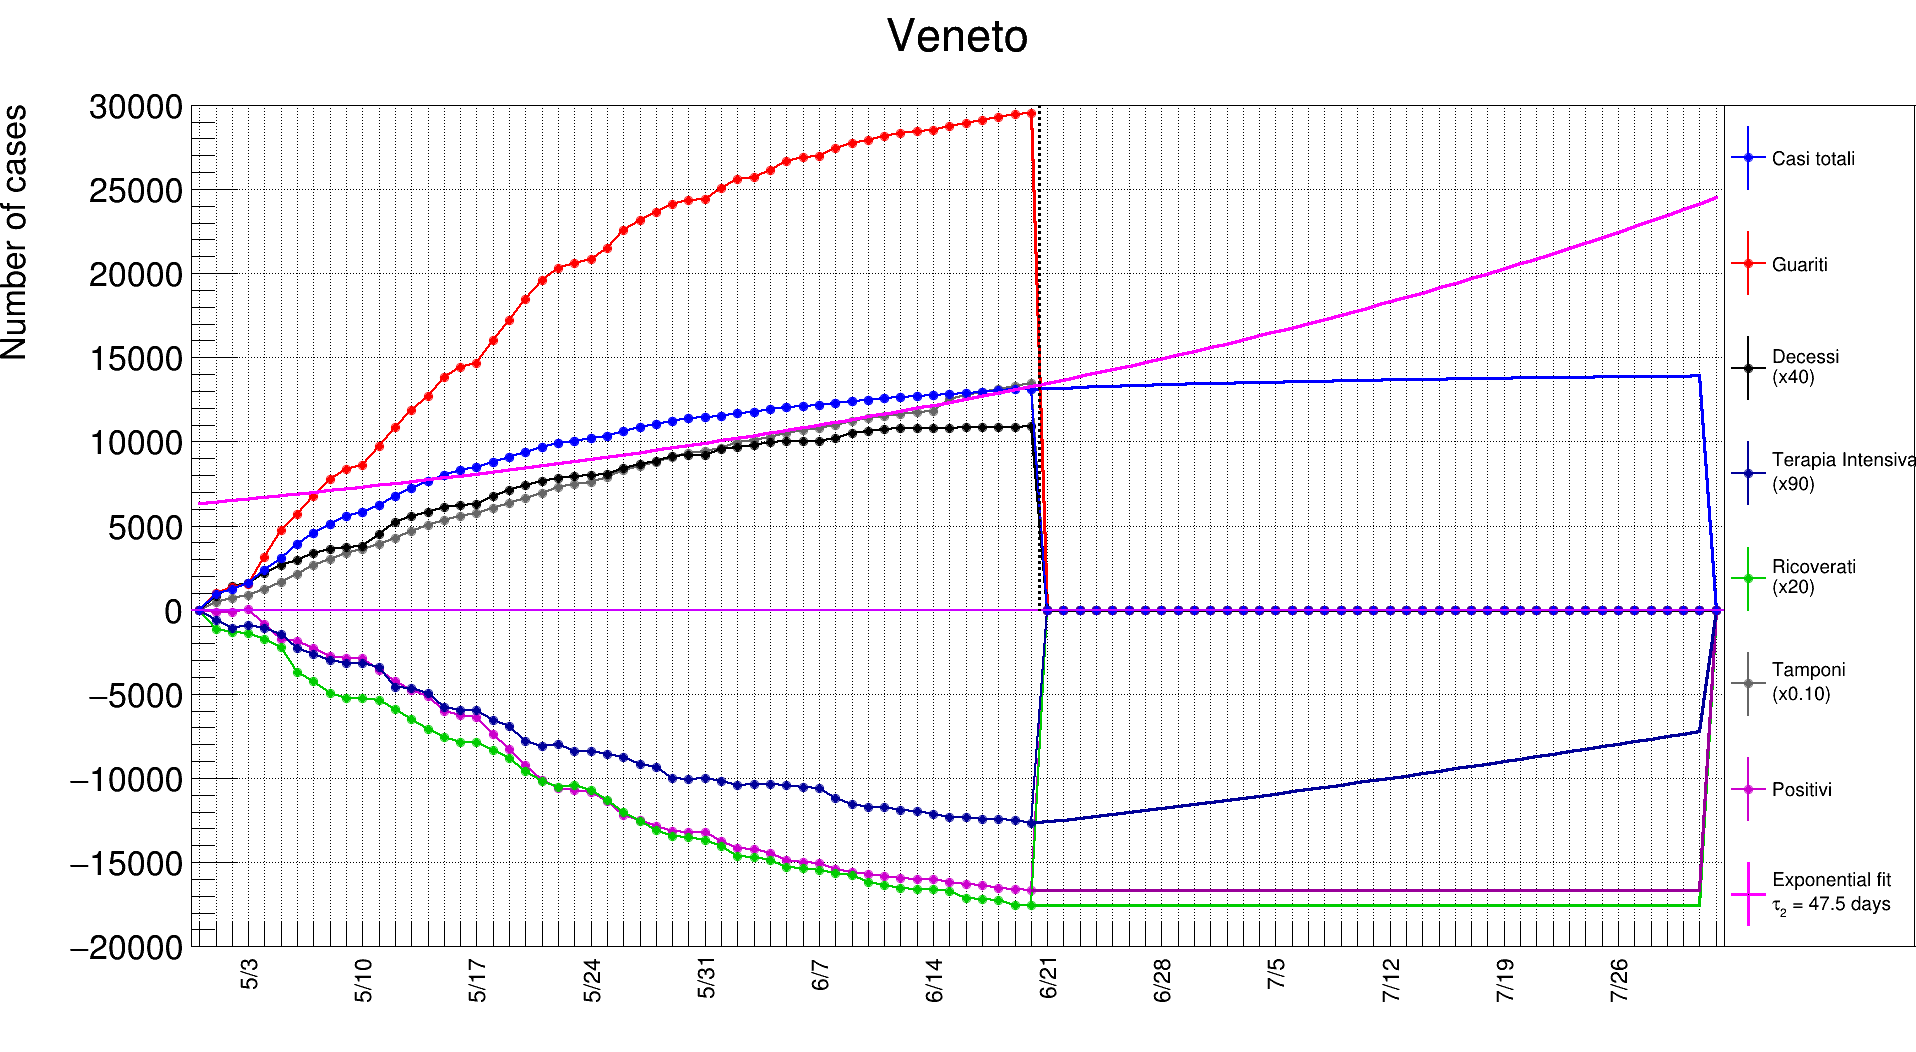 Veneto
Number of cases
30000
25000
20000
15000
10000
5000
0
−5000
−10000
−15000
−20000
5/3
5/10
5/17
5/24
5/31
6/7
6/14
6/21
6/28
7/5
7/12
7/19
7/26
Casi totali
Guariti
Decessi
(x40)
Terapia Intensiva
(x90)
Ricoverati
(x20)
Tamponi
(x0.10)
Positivi
Exponential fit
τ2 = 47.5 days